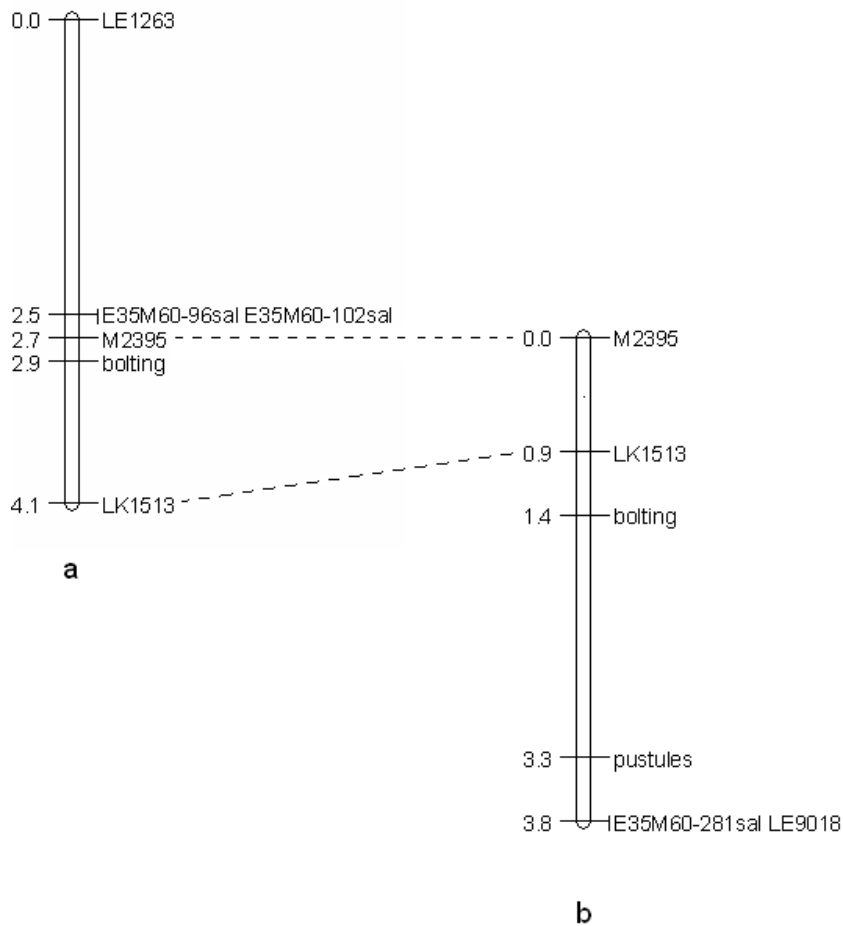 0.0 LE1263
2.5 E35M60-96sal E35M60-102sal
2.7 M2395
2.9 bolting
4.1 LK1513
a
0.0 M2395
0.9 LK1513
1.4 bolting
3.3 pustules
3.8 E35M60-281sal LE9018
b